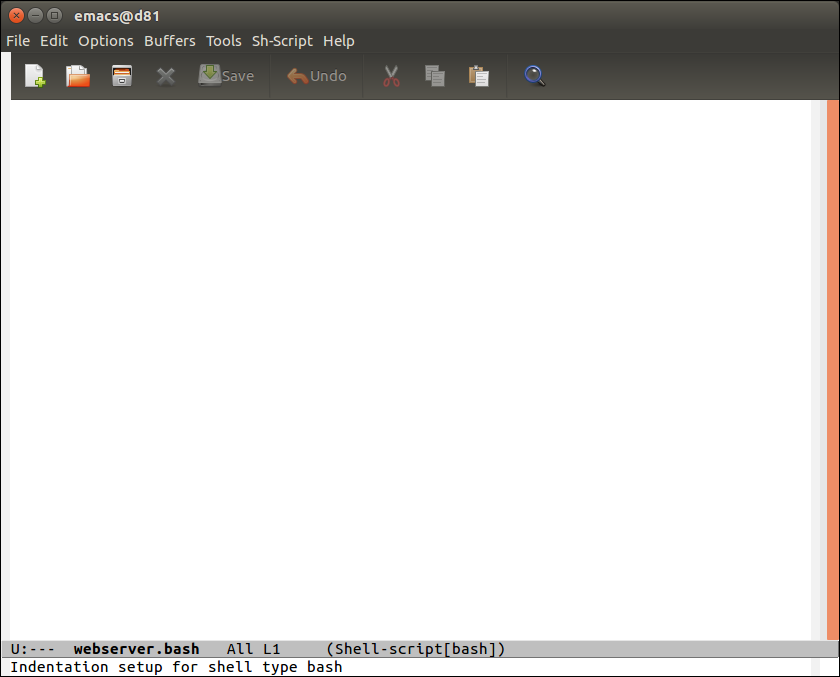 emacs@d81
File Edit Options Buffers Tools Sh-Script Help
Save Undo
U:--- webserver.bash All L1 (Shell-script[bash])
Indentation setup for shell type bash